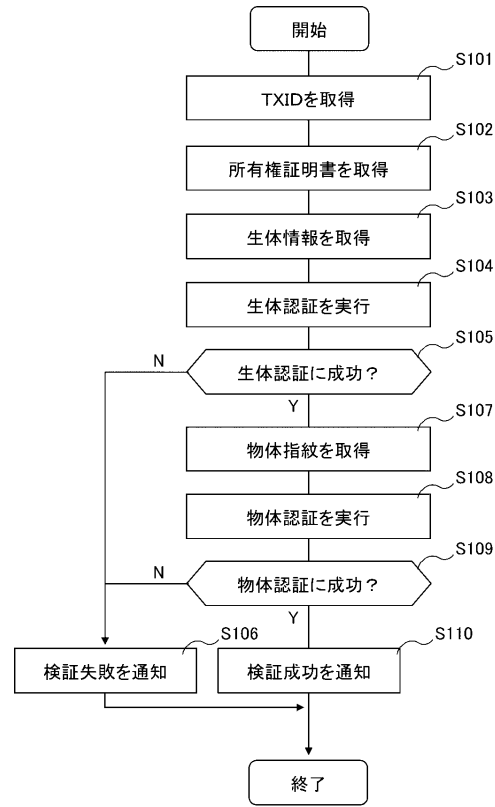 開始
S101
TXIDを取得
S102
所有権証明書を取得
S103
生体情報を取得
S104
生体認証を実行
S105
N
生体認証に成功?
Y
S107
物体指紋を取得
S108
物体認証を実行
S109
N
物体認証に成功?
Y
S106
S110
検証失敗を通知
検証成功を通知
終了